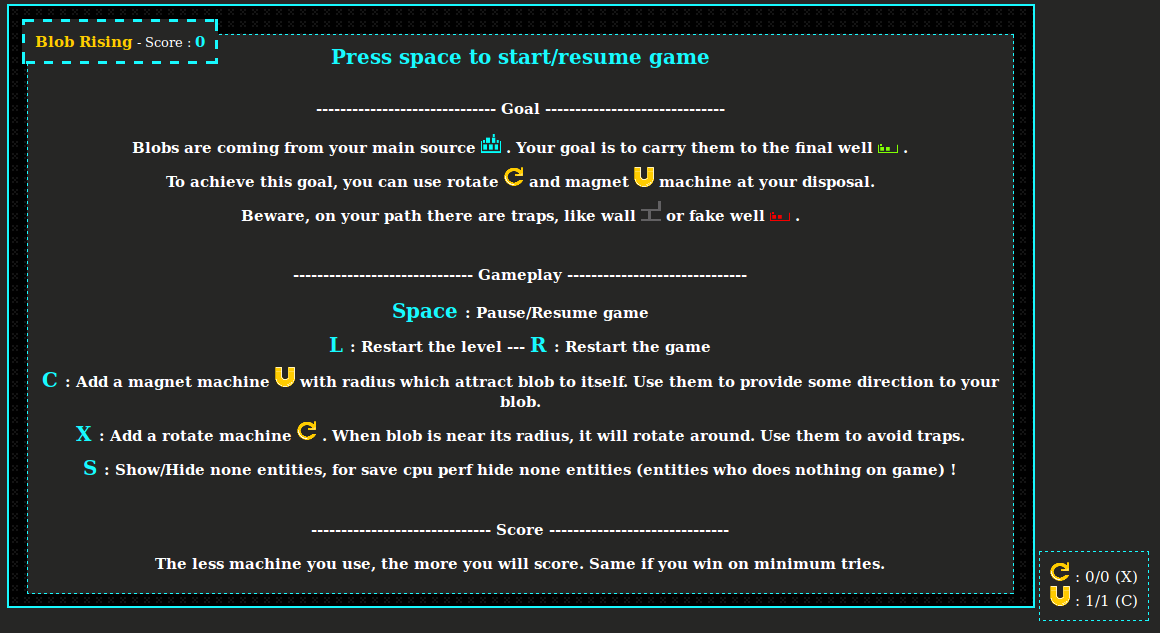 Blob Rising - Score : 0
Press space to start/resume game
------------------------------ Goal ------------------------------
Blobs are coming from your main source . Your goal is to carry them to the final well .
To achieve this goal, you can use rotate and magnet machine at your disposal.
Beware, on your path there are traps, like wall or fake well .
------------------------------ Gameplay ------------------------------
Space : Pause/Resume game
L : Restart the level --- R : Restart the game
C : Add a magnet machine with radius which attract blob to itself. Use them to provide some direction to your
blob.
X : Add a rotate machine . When blob is near its radius, it will rotate around. Use them to avoid traps.
S : Show/Hide none entities, for save cpu perf hide none entities (entities who does nothing on game) !
------------------------------ Score ------------------------------
The less machine you use, the more you will score. Same if you win on minimum tries.
: 0/0 (X)
: 1/1 (C)